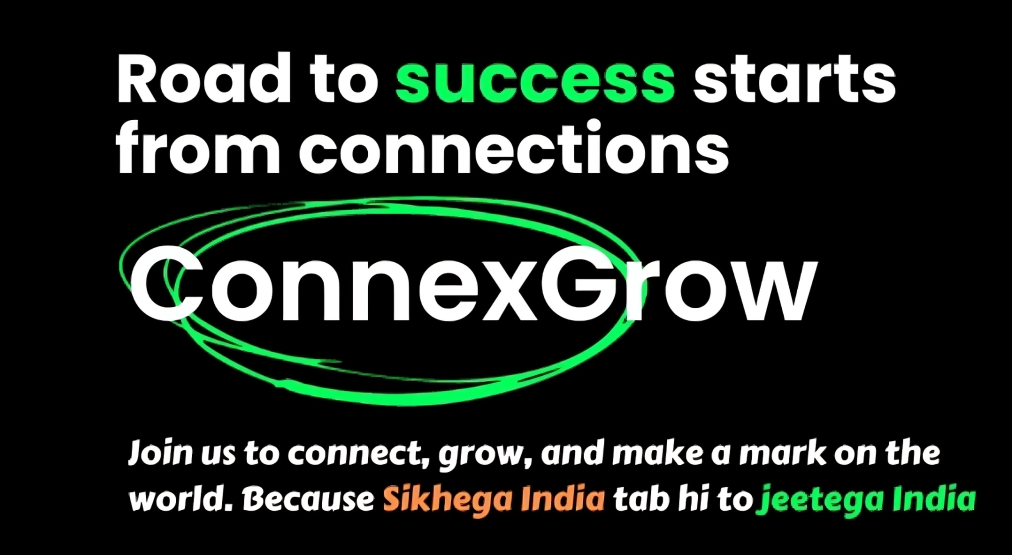 Road to success starts
from connections
ConnexGrow
Join us to connect, grow, and make a mark on the
world. Because Sikhega India tab hi to jeetega India